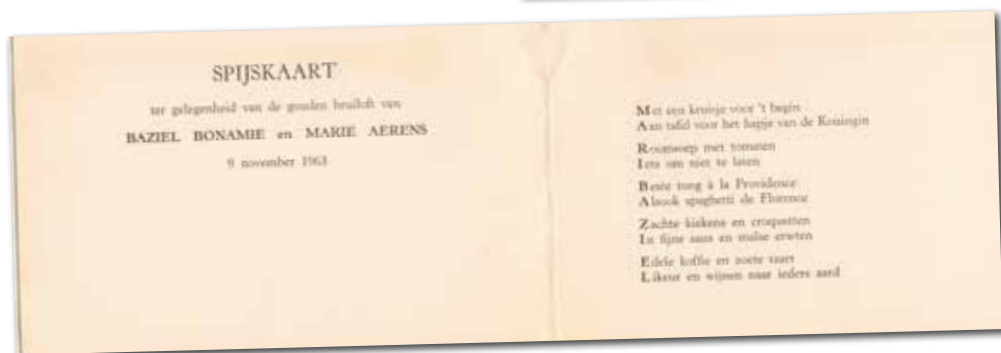 SPIJSKAART
ter gelegenheid van de gouden bruiloft van
BAZIEL BONAMIE en MARIE AERENS
9 november 1963
Met een kruisje voor 't begin
Aan tafel voor het hapje van de Koningin
Roomsoep met tomaten
Iets om niet te laten
Beste tong à la Providence
Alsook spaghetti de Florence
Zachte kiekens en croquetten
In fijne saus en malse erwten
Edele koffie en zoete taart
Likeur en wijnen naar ieders aard